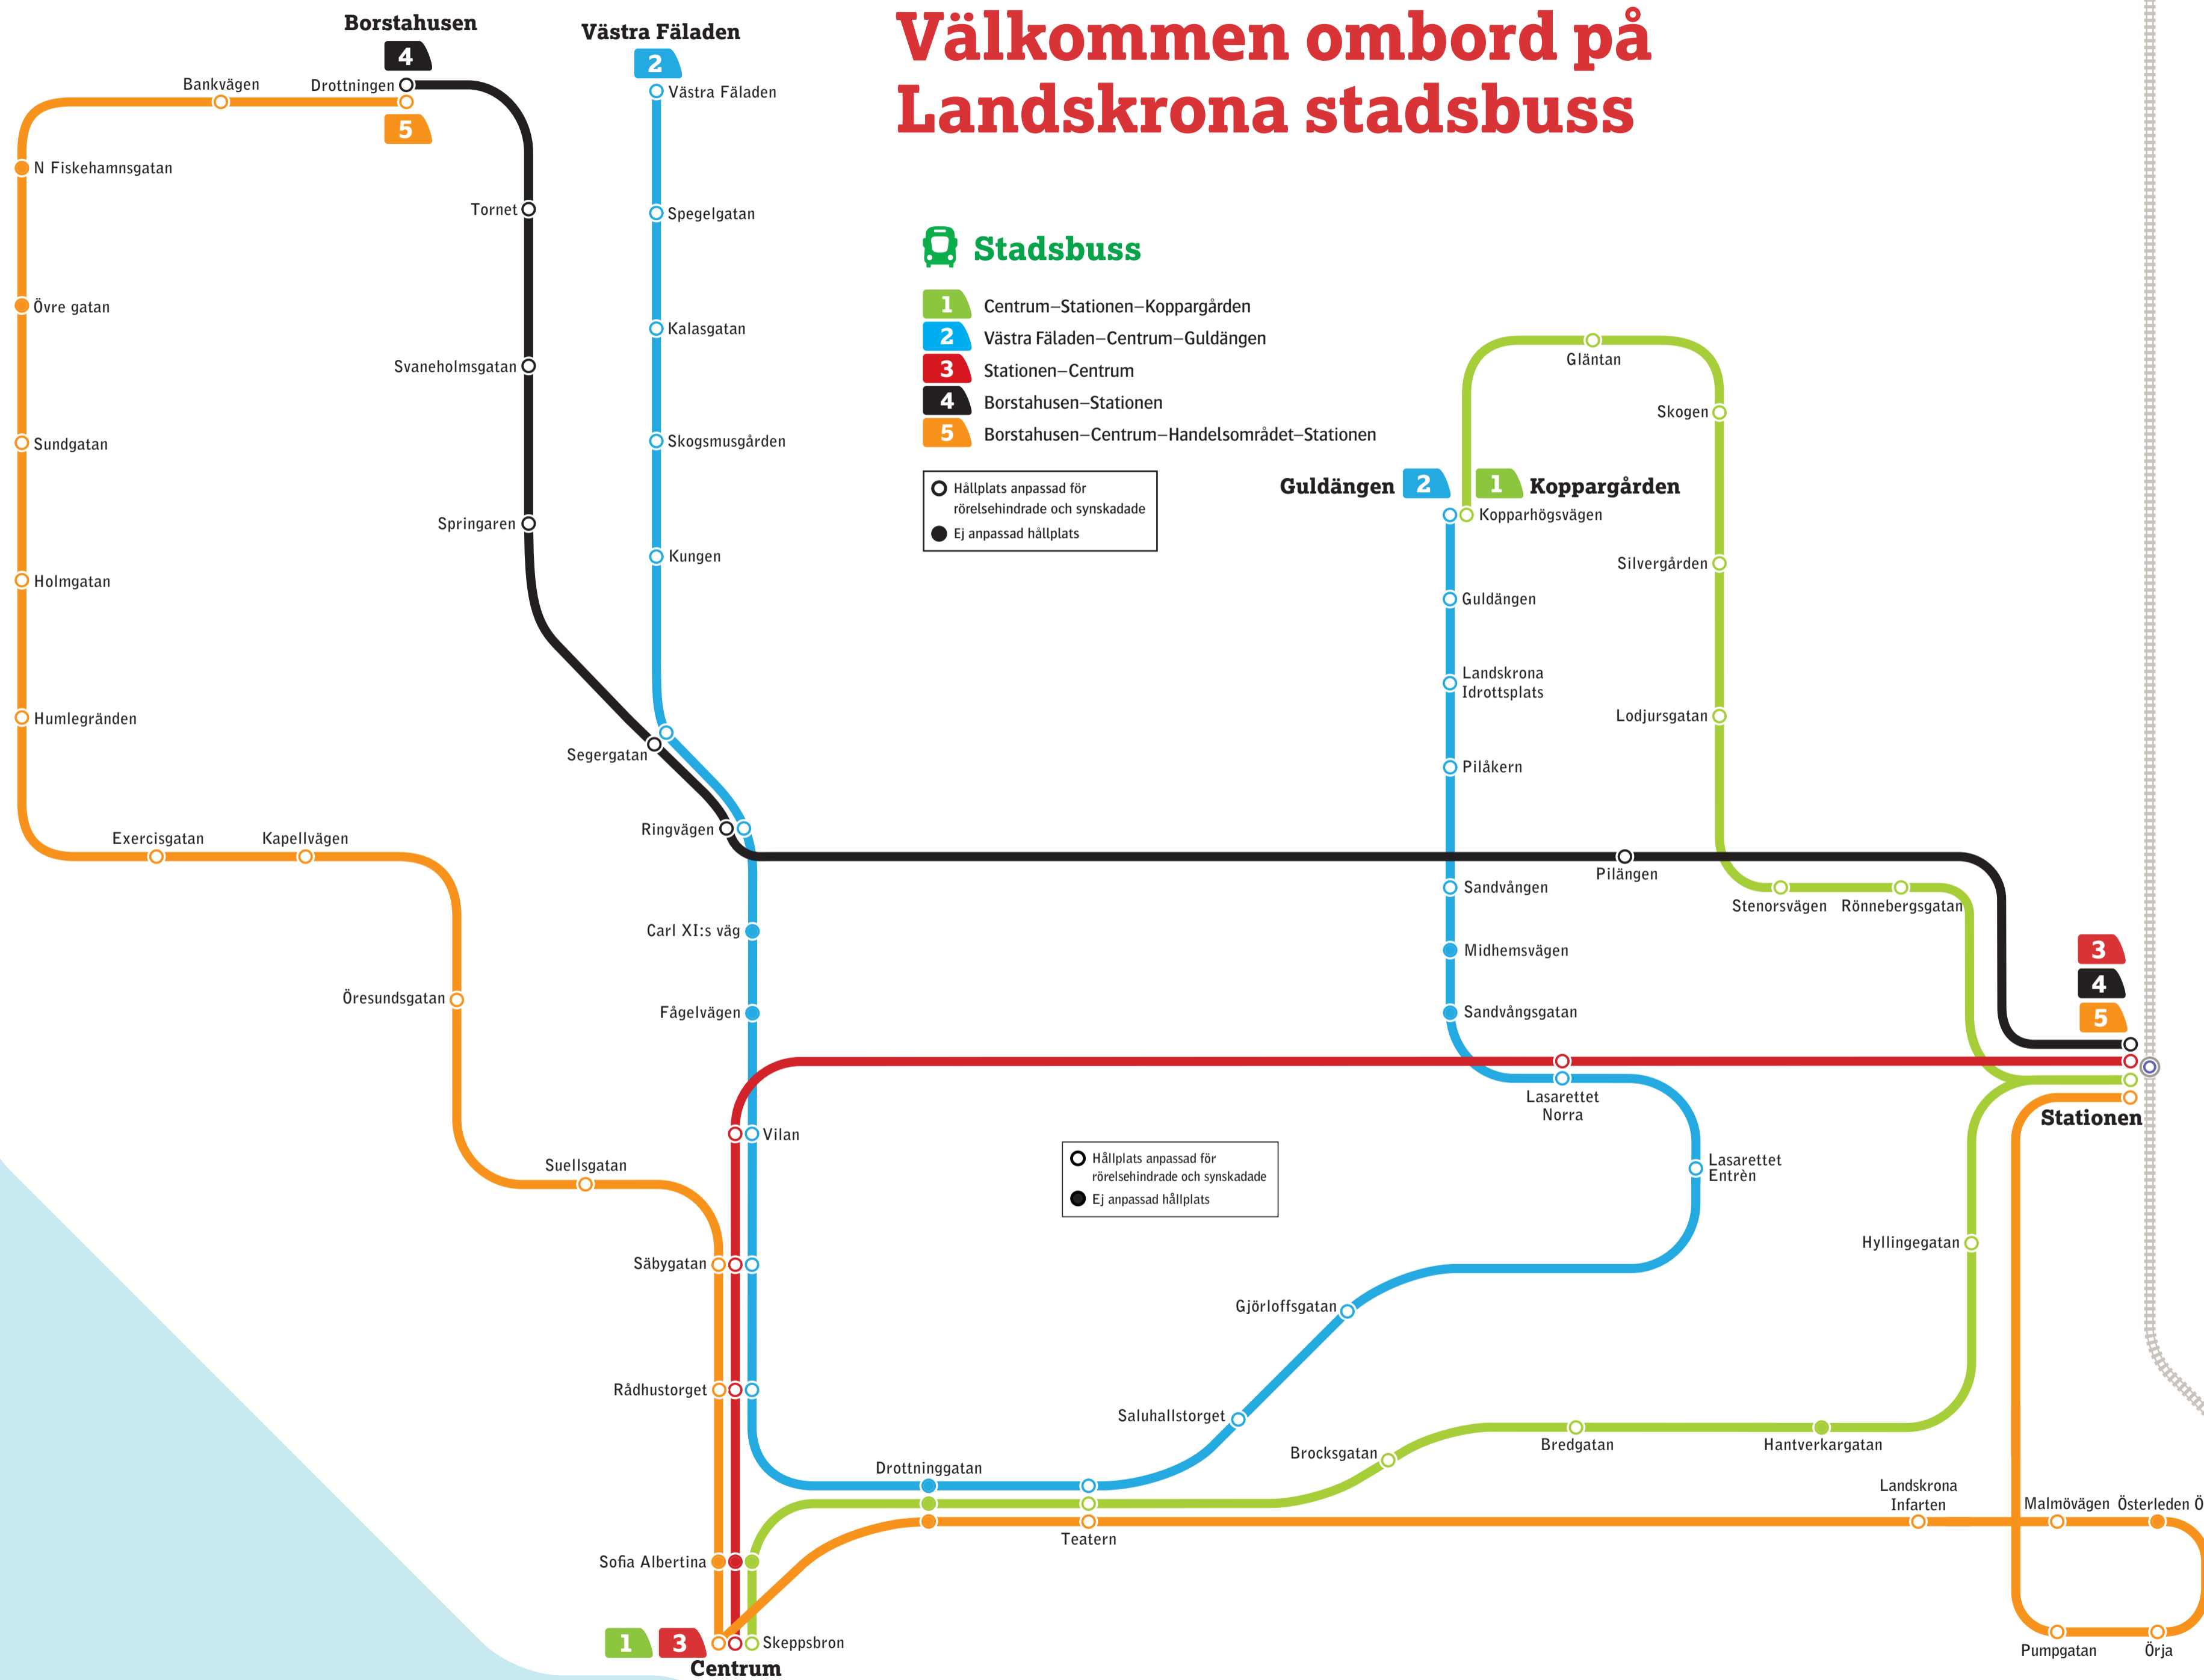 Välkommen ombord på
Landskrona stadsbuss
Borstahusen
4
Västra Fäladen
2
Bankvägen
Drottningen
5
Västra Fäladen
N Fiskehamnsgatan
Tornet
Spegelgatan
Övre gatan
Kalasgatan
Svaneholmsgatan
Sundgatan
Skogsmusgården
Springaren
Kungen
Holmgatan
Humlegränden
Segergatan
Ringvägen
Exercisgatan
Kapellvägen
Carl XI:s väg
Öresundsgatan
Fågelvägen
Stadsbuss
1 Centrum–Stationen–Koppargården
2 Västra Fäladen–Centrum–Guldängen
3 Stationen–Centrum
4 Borstahusen–Stationen
5 Borstahusen–Centrum–Handelsområdet–Stationen
Hållplats anpassad för
rörelsehindrade och synskadade
Ej anpassad hållplats
Gläntan
Skogen
Guldängen 2
1 Koppargården
Kopparhögsvägen
Silvergården
Guldängen
Landskrona
Idrottsplats
Lodjursgatan
Pilåkern
Pilängen
Sandvången
Stenorsvägen
Rönnebergsgatan
Midhemsvägen
Sandvångsgatan
3
4
5
Stationen
Lasarettet
Norra
Vilan
Hållplats anpassad för
rörelsehindrade och synskadade
Ej anpassad hållplats
Lasarettet
Entrèn
Suellsgatan
Hyllingegatan
Säbygatan
Gjörloffsgatan
Rådhustorget
Saluhallstorget
Brocksgatan
Bredgatan
Hantverkargatan
Drottninggatan
Landskrona
Infarten
Malmövägen
Österleden Ö
Teatern
Sofia Albertina
1
3
Skeppsbron
Centrum
Pumpgatan
Örja